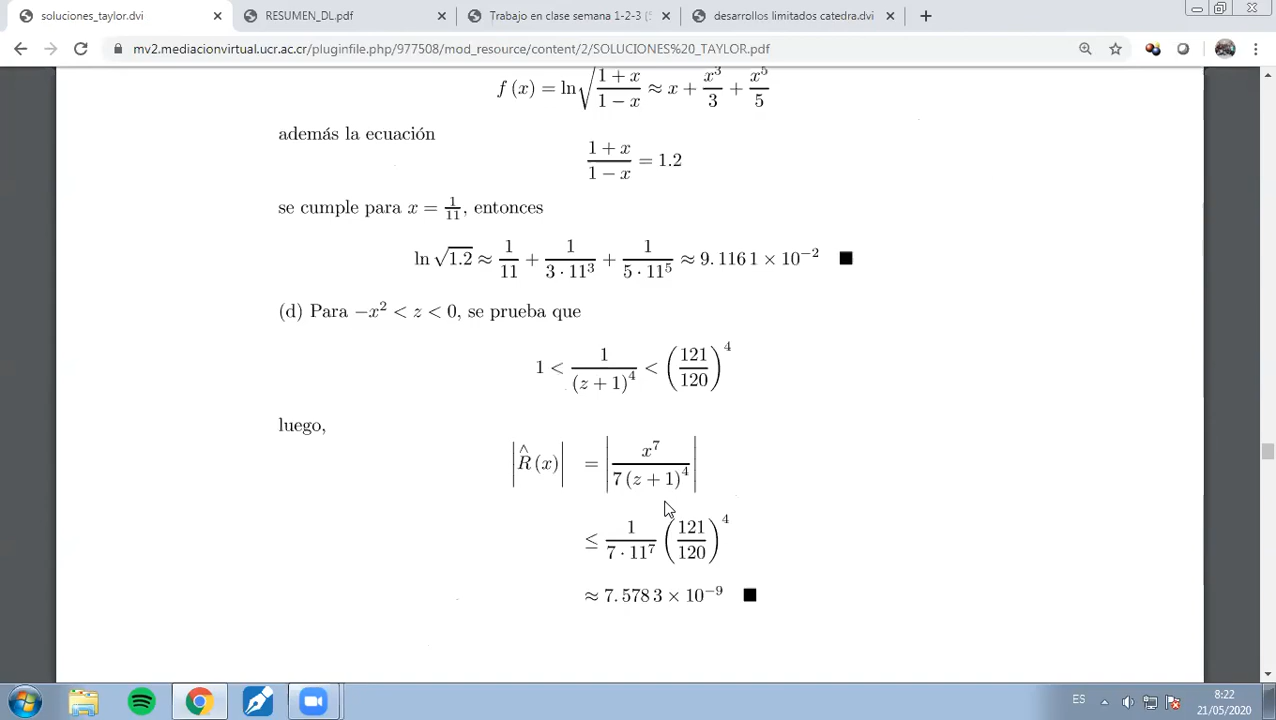 soluciones_taylor.dvi × RESUMEN_DL.pdf × Trabajo en clase semana 1-2-3 × desarrollos limitados catedra.dvi × +
mv2.mediacionvirtual.ucr.ac.cr/pluginfile.php/977508/mod_resource/content/2/SOLUCIONES%20_TAYLOR.pdf
f (x) = ln√((1 + x)/(1 − x)) ≈ x + x³/3 + x⁵/5
además la ecuación
(1 + x)/(1 − x) = 1.2
se cumple para x = 1/11, entonces
ln √1.2 ≈ 1/11 + 1/(3 · 11³) + 1/(5 · 11⁵) ≈ 9.1161 × 10⁻² ■
(d) Para −x² < z < 0, se prueba que
1 < 1/(z + 1)⁴ < (121/120)⁴
luego,
|R̂ (x)| = |x⁷/(7 (z + 1)⁴)|
≤ 1/(7 · 11⁷) (121/120)⁴
≈ 7.5783 × 10⁻⁹ ■
ES 8:22
21/05/2020